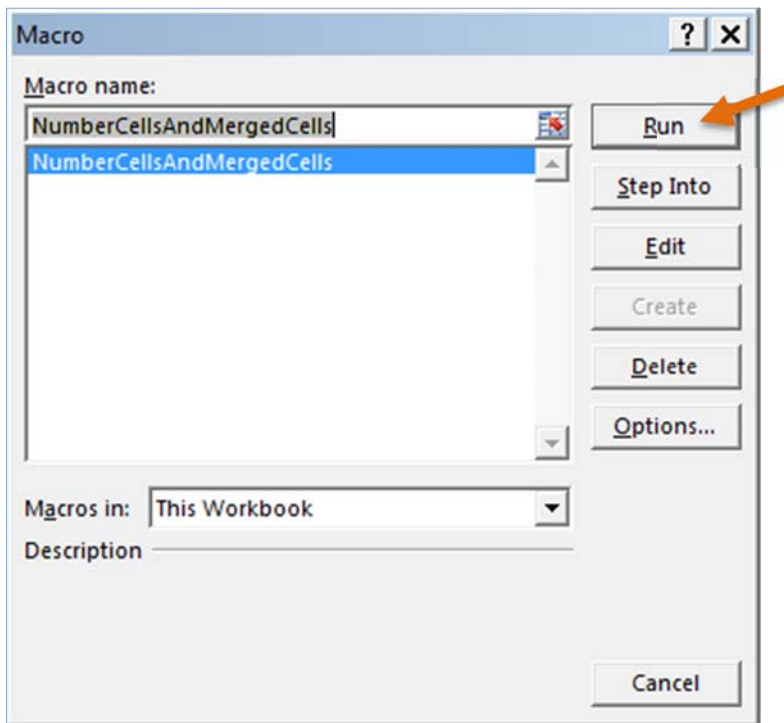 Macro
? X
Macro name:
NumberCellsAndMergedCells
NumberCellsAndMergedCells
Run
Step Into
Edit
Create
Delete
Options...
Macros in: This Workbook
Description
Cancel